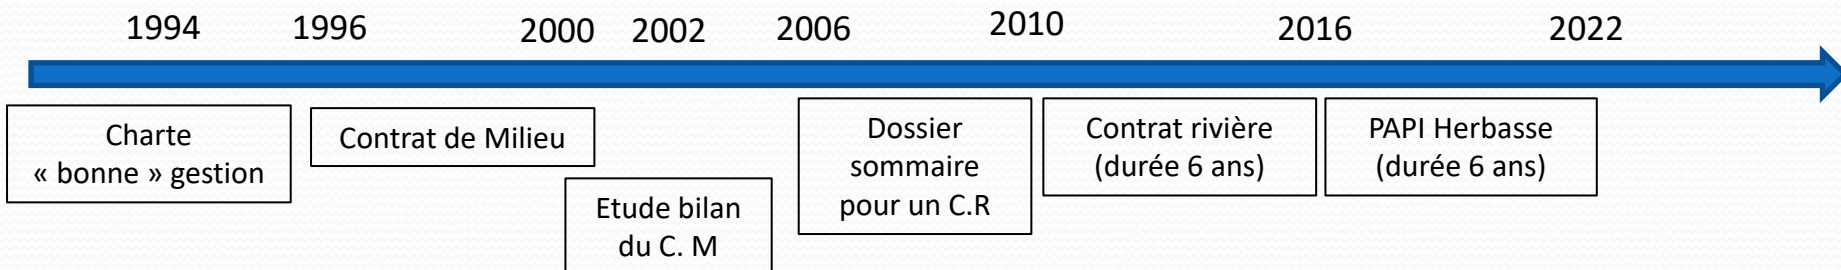 1994 1996 2000 2002 2006 2010 2016 2022
Charte
« bonne » gestion
Contrat de Milieu
Etude bilan
du C. M
Dossier
sommaire
pour un C.R
Contrat rivière
(durée 6 ans)
PAPI Herbasse
(durée 6 ans)